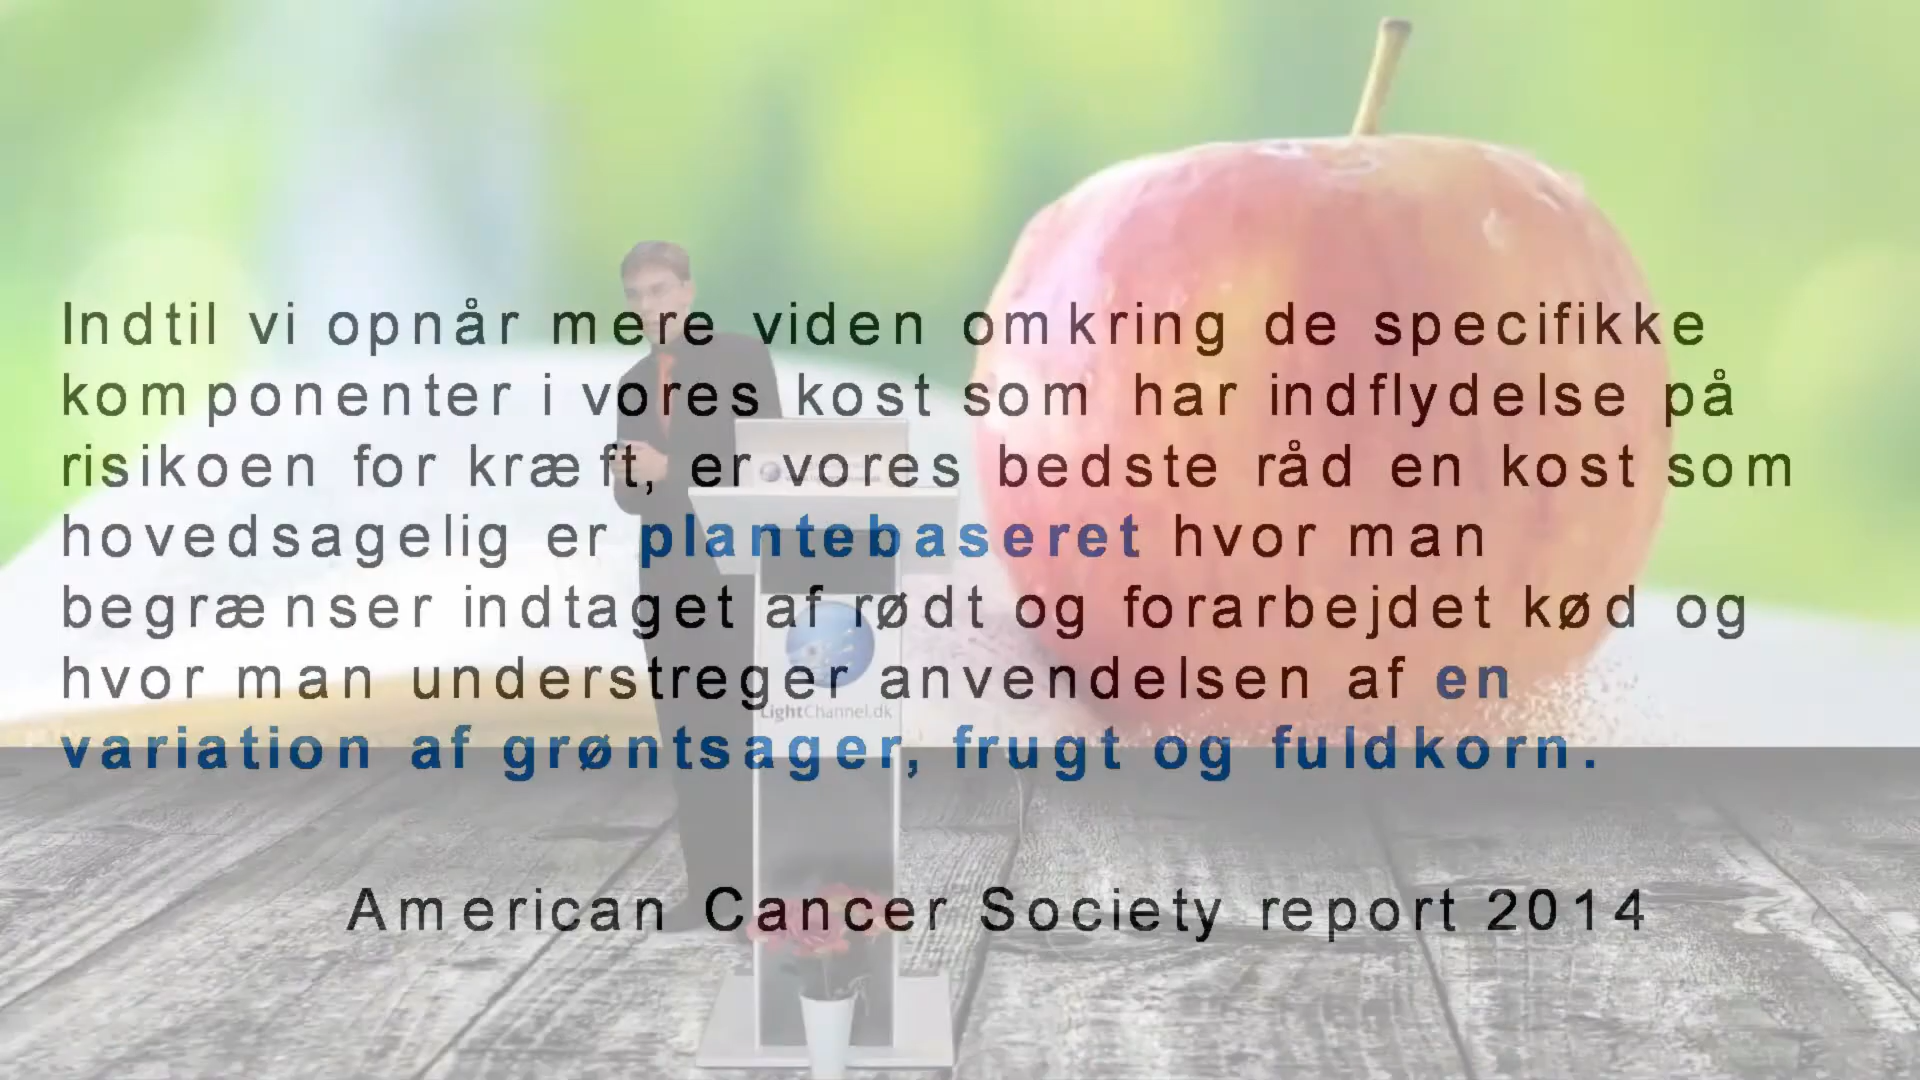 Indtil vi opnår mere viden omkring de specifikke
komponenter i vores kost som har indflydelse på
risikoen for kræft, er vores bedste råd en kost som
hovedsagelig er plantebaseret hvor man
begrænser indtaget af rødt og forarbejdet kød og
hvor man understreger anvendelsen af en
LightChannel.dk
variation af grøntsager, frugt og fuldkorn.
American Cancer Society report 2014